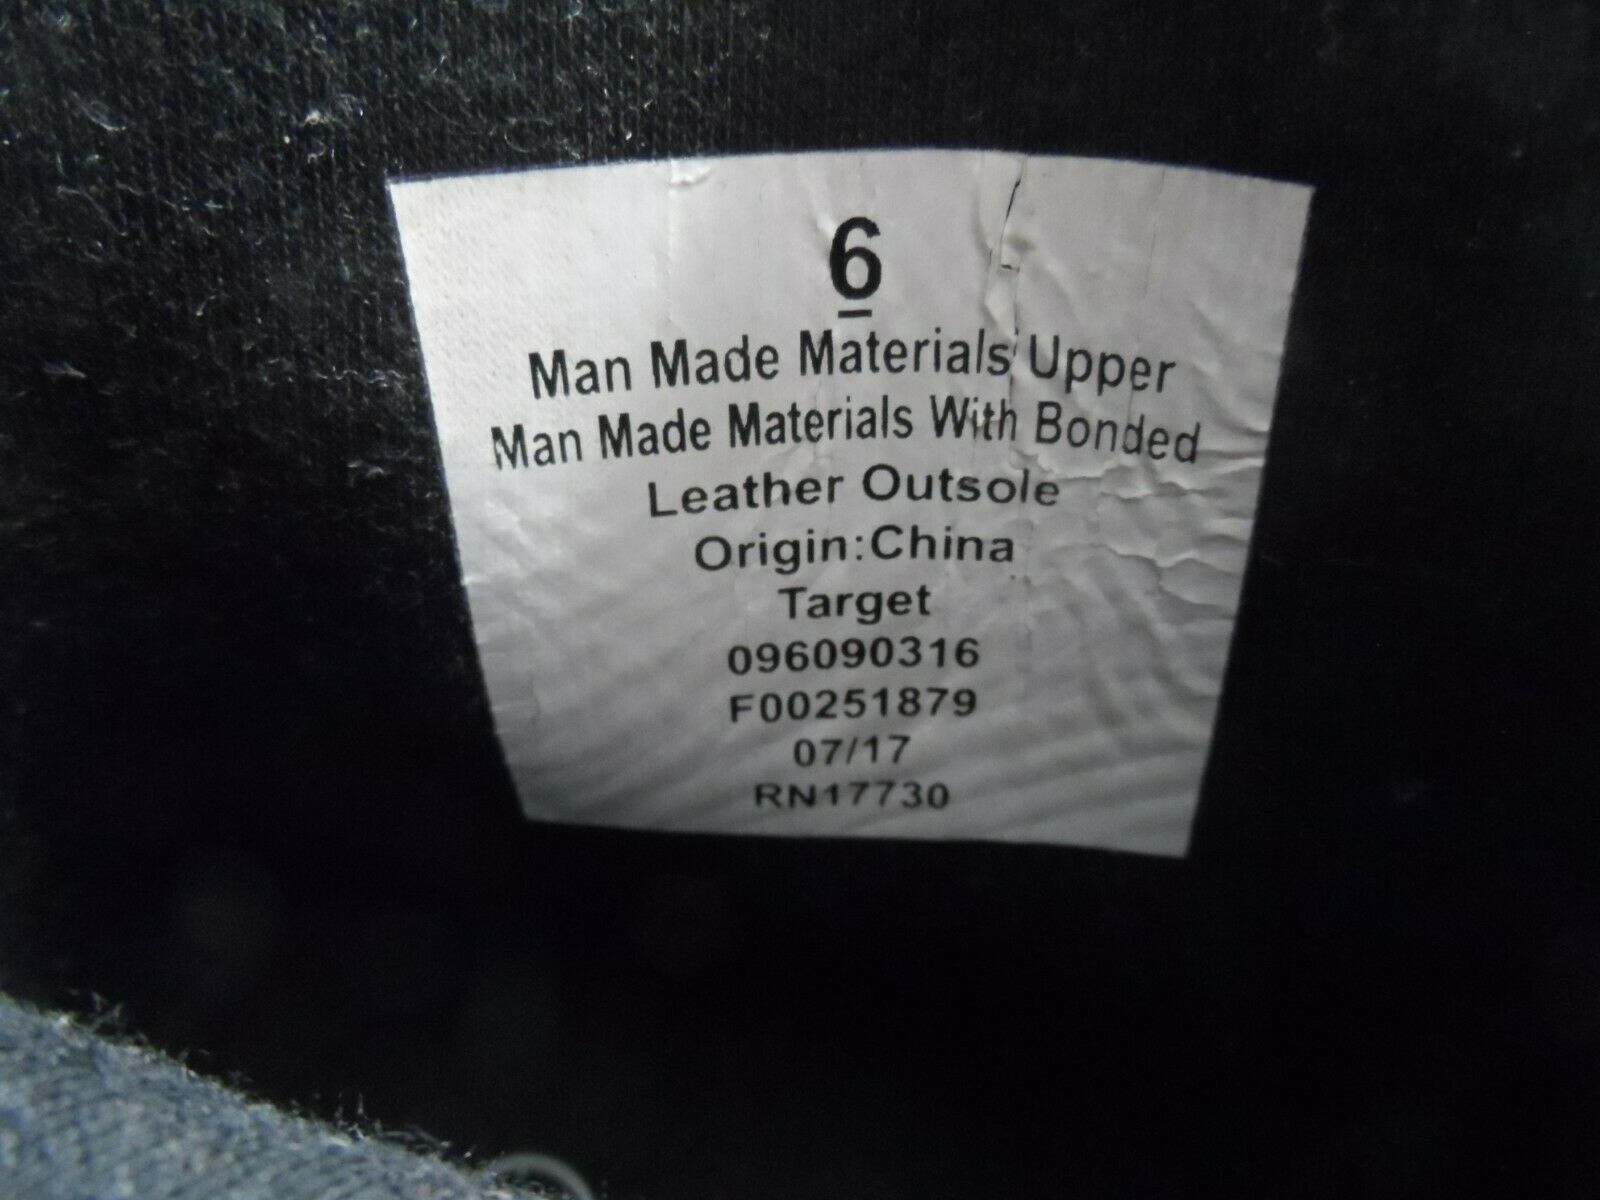 6
Man Made Materials Upper
Man Made Materials With Bonded
Leather Outsole
Origin:China
Target
096090316
F00251879
07/17
RN17730